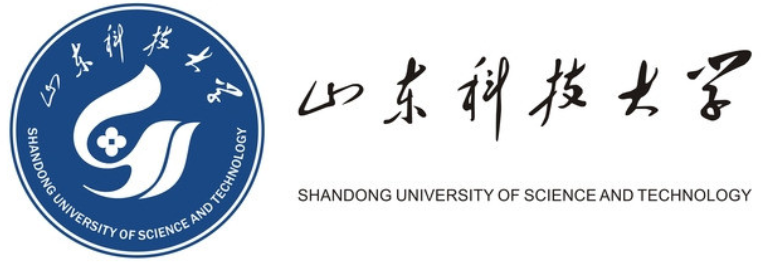 山东科技大学
SHANDONG UNIVERSITY OF SCIENCE AND TECHNOLOGY
山东科技大学
SHANDONG UNIVERSITY OF SCIENCE AND TECHNOLOGY